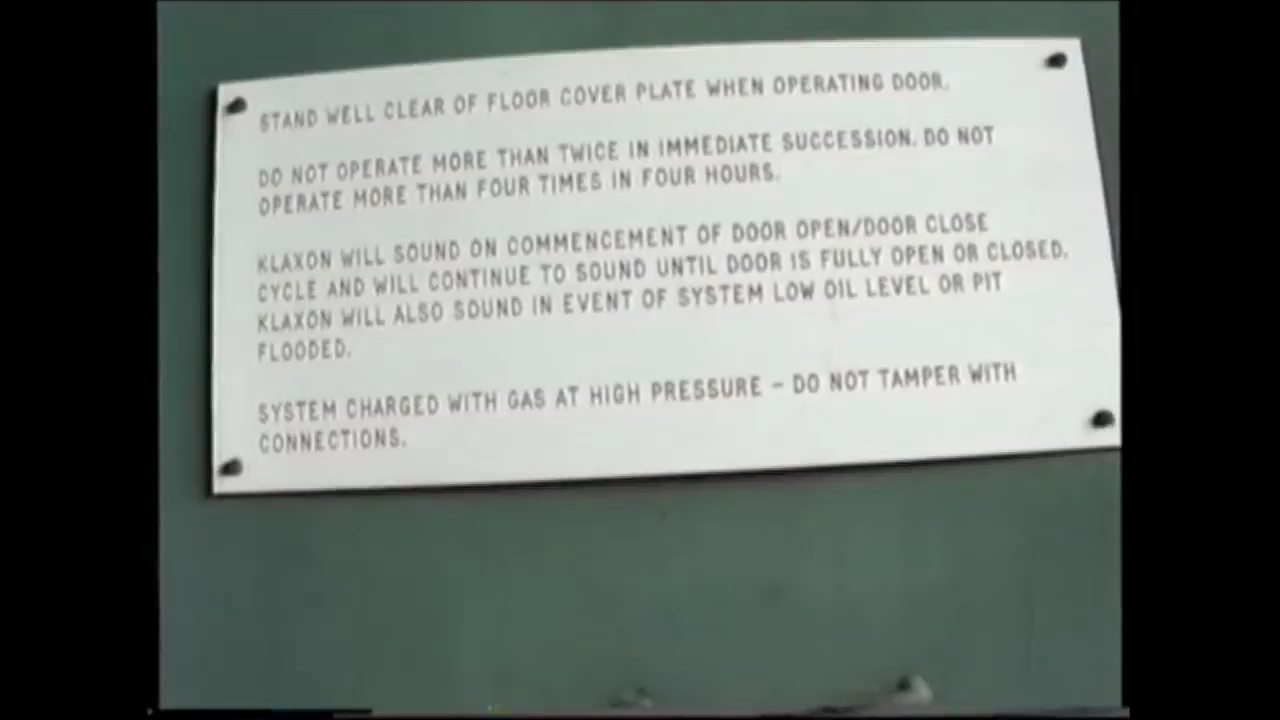 STAND WELL CLEAR OF FLOOR COVER PLATE WHEN OPERATING DOOR.
DO NOT OPERATE MORE THAN TWICE IN IMMEDIATE SUCCESSION. DO NOT
OPERATE MORE THAN FOUR TIMES IN FOUR HOURS.
KLAXON WILL SOUND ON COMMENCEMENT OF DOOR OPEN/DOOR CLOSE
CYCLE AND WILL CONTINUE TO SOUND UNTIL DOOR IS FULLY OPEN OR CLOSED.
KLAXON WILL ALSO SOUND IN EVENT OF SYSTEM LOW OIL LEVEL OR PIT
FLOODED.
SYSTEM CHARGED WITH GAS AT HIGH PRESSURE – DO NOT TAMPER WITH
CONNECTIONS.